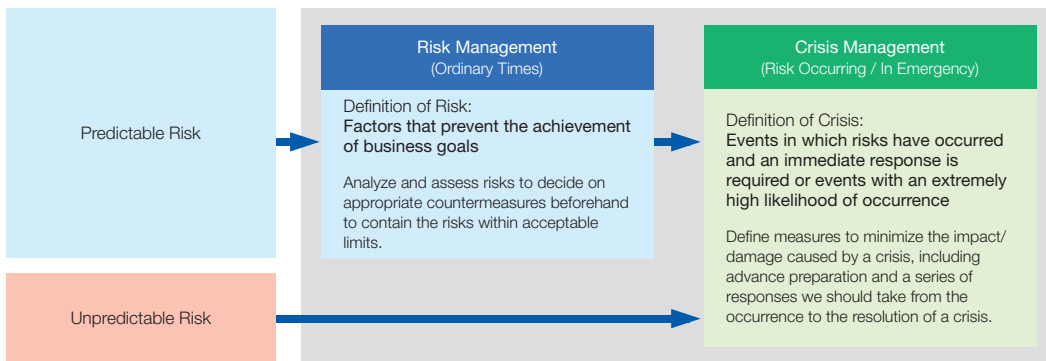 Predictable Risk
Risk Management
(Ordinary Times)
Definition of Risk:
Factors that prevent the achievement
of business goals
Analyze and assess risks to decide on
appropriate countermeasures beforehand
to contain the risks within acceptable
limits.
Crisis Management
(Risk Occurring / In Emergency)
Definition of Crisis:
Events in which risks have occurred
and an immediate response is
required or events with an extremely
high likelihood of occurrence
Define measures to minimize the impact/
damage caused by a crisis, including
advance preparation and a series of
responses we should take from the
occurrence to the resolution of a crisis.
Unpredictable Risk